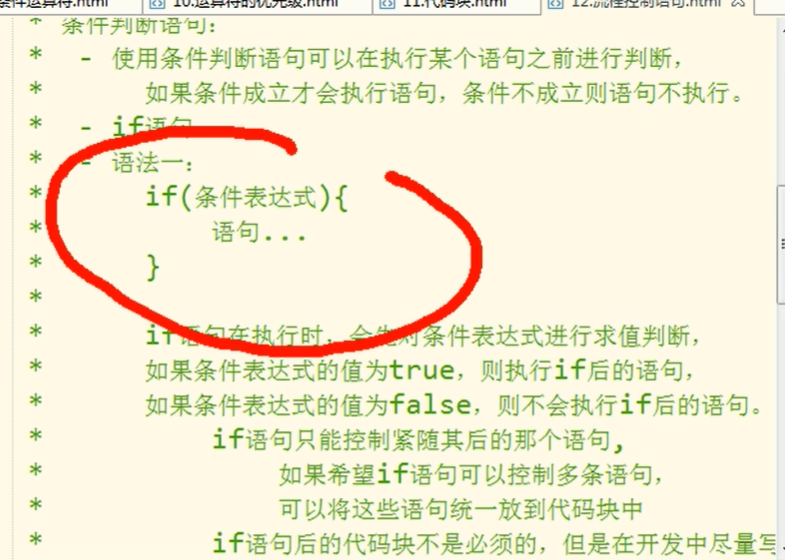 条件运算符.html 10.运算符的优先级.html 11.代码块.html 12.流程控制语句.html
* 条件判断语句:
* - 使用条件判断语句可以在执行某个语句之前进行判断,
* 如果条件成立才会执行语句,条件不成立则语句不执行。
* - if语句
* - 语法一:
* if(条件表达式){
* 语句...
* }
*
* if语句在执行时,会先对条件表达式进行求值判断,
* 如果条件表达式的值为true,则执行if后的语句,
* 如果条件表达式的值为false,则不会执行if后的语句。
* if语句只能控制紧随其后的那个语句,
* 如果希望if语句可以控制多条语句,
* 可以将这些语句统一放到代码块中
* if语句后的代码块不是必须的,但是在开发中尽量写